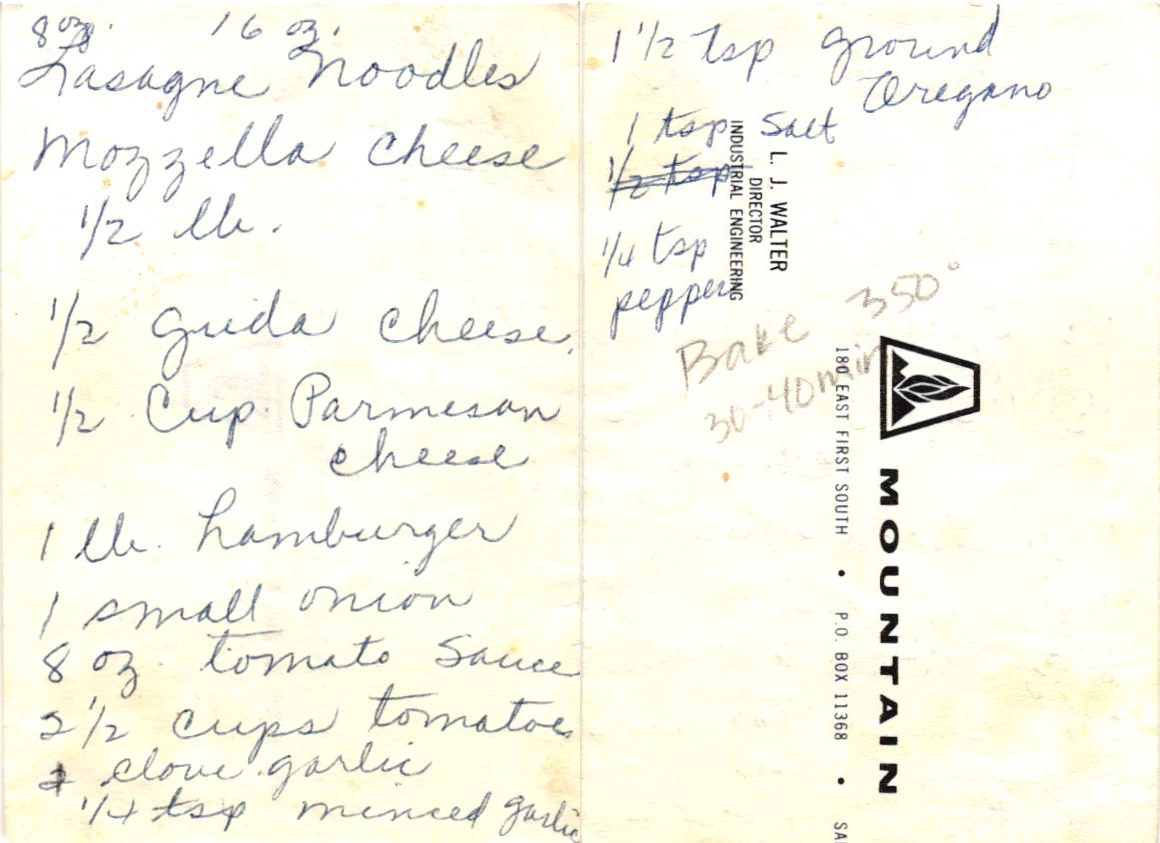 8 oz. 16 oz.
Lasagne Noodles
Mozzella cheese
1/2 lb.
1/2 guda cheese.
1/2 Cup Parmesan
cheese
1 lb. hamburger
1 small onion
8 oz. tomato sauce
2 1/2 cups tomatoes
clove garlic
1/4 tsp minced garlic
1 1/2 tsp ground
Oregano
1 tsp Salt
1/2 tsp
1/4 tsp
pepper
Bake 350°
30-40 min
L. J. WALTER
DIRECTOR
INDUSTRIAL ENGINEERING
MOUNTAIN
180 EAST FIRST SOUTH • P.O. BOX 11368 • SAL